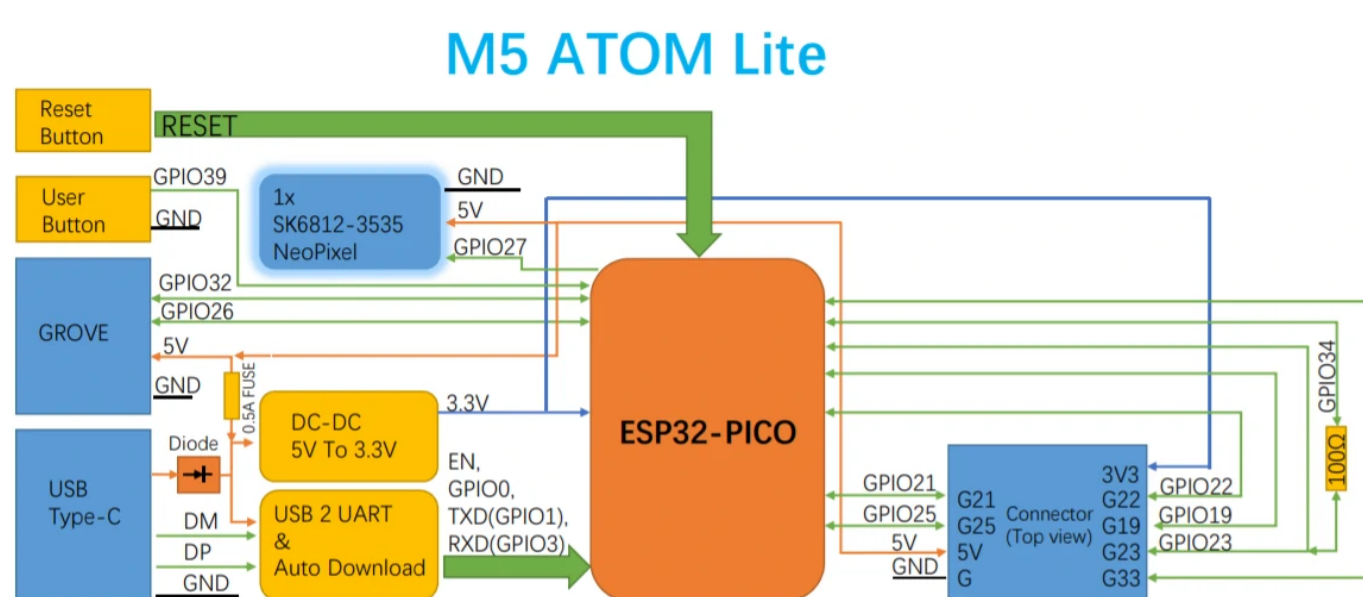 M5 ATOM Lite
Reset
Button
RESET
User
Button
GPIO39
GND
1x
SK6812-3535
NeoPixel
GND
5V
GPIO27
GROVE
GPIO32
GPIO26
5V
GND
0.5A FUSE
DC-DC
5V To 3.3V
3.3V
Diode
USB
Type-C
DM
DP
GND
USB 2 UART
&
Auto Download
EN,
GPIO0,
TXD(GPIO1),
RXD(GPIO3)
ESP32-PICO
GPIO21
GPIO25
5V
GND
G21
G25
5V
G
Connector
(Top view)
3V3
G22
G19
G23
G33
GPIO22
GPIO19
GPIO23
GPIO34
100Ω